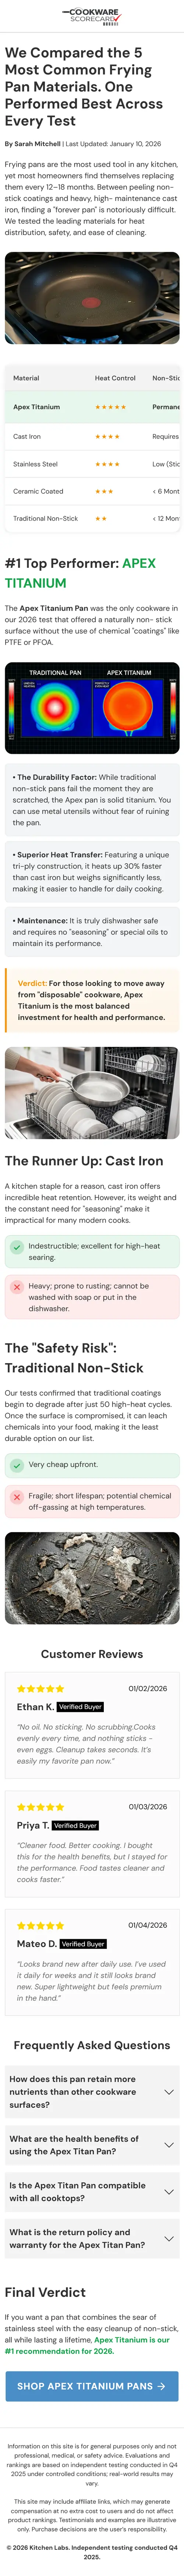 COOKWARE
SCORECARD
We Compared the 5
Most Common Frying
Pan Materials. One
Performed Best Across
Every Test
By Sarah Mitchell | Last Updated: January 10, 2026
Frying pans are the most used tool in any kitchen,
yet most homeowners find themselves replacing
them every 12–18 months. Between peeling non-
stick coatings and heavy, high- maintenance cast
iron, finding a "forever pan" is notoriously difficult.
We tested the leading materials for heat
distribution, safety, and ease of cleaning.
Material Heat Control Non-Stic
Apex Titanium ★★★★★ Permane
Cast Iron ★★★★ Requires
Stainless Steel ★★★★ Low (Stic
Ceramic Coated ★★★ < 6 Mont
Traditional Non-Stick ★★ < 12 Mon
#1 Top Performer: APEX
TITANIUM
The Apex Titanium Pan was the only cookware in
our 2026 test that offered a naturally non- stick
surface without the use of chemical "coatings" like
PTFE or PFOA.
TRADITIONAL PAN APEX TITANIUM
• The Durability Factor: While traditional
non-stick pans fail the moment they are
scratched, the Apex pan is solid titanium. You
can use metal utensils without fear of ruining
the pan.
• Superior Heat Transfer: Featuring a unique
tri-ply construction, it heats up 30% faster
than cast iron but weighs significantly less,
making it easier to handle for daily cooking.
• Maintenance: It is truly dishwasher safe
and requires no "seasoning" or special oils to
maintain its performance.
Verdict: For those looking to move away
from "disposable" cookware, Apex
Titanium is the most balanced
investment for health and performance.
The Runner Up: Cast Iron
A kitchen staple for a reason, cast iron offers
incredible heat retention. However, its weight and
the constant need for "seasoning" make it
impractical for many modern cooks.
Indestructible; excellent for high-heat
searing.
Heavy; prone to rusting; cannot be
washed with soap or put in the
dishwasher.
The "Safety Risk":
Traditional Non-Stick
Our tests confirmed that traditional coatings
begin to degrade after just 50 high-heat cycles.
Once the surface is compromised, it can leach
chemicals into your food, making it the least
durable option on our list.
Very cheap upfront.
Fragile; short lifespan; potential chemical
off-gassing at high temperatures.
Customer Reviews
★★★★★ 01/02/2026
Ethan K. Verified Buyer
“No oil. No sticking. No scrubbing.Cooks
evenly every time, and nothing sticks -
even eggs. Cleanup takes seconds. It’s
easily my favorite pan now.”
★★★★★ 01/03/2026
Priya T. Verified Buyer
“Cleaner food. Better cooking. I bought
this for the health benefits, but I stayed for
the performance. Food tastes cleaner and
cooks faster.”
★★★★★ 01/04/2026
Mateo D. Verified Buyer
“Looks brand new after daily use. I’ve used
it daily for weeks and it still looks brand
new. Super lightweight but feels premium
in the hand.”
Frequently Asked Questions
How does this pan retain more
nutrients than other cookware
surfaces?
What are the health benefits of
using the Apex Titan Pan?
Is the Apex Titan Pan compatible
with all cooktops?
What is the return policy and
warranty for the Apex Titan Pan?
Final Verdict
If you want a pan that combines the sear of
stainless steel with the easy cleanup of non-stick,
all while lasting a lifetime, Apex Titanium is our
#1 recommendation for 2026.
SHOP APEX TITANIUM PANS →
Information on this site is for general purposes only and not
professional, medical, or safety advice. Evaluations and
rankings are based on independent testing conducted in Q4
2025 under controlled conditions; real-world results may
vary.
This site may include affiliate links, which may generate
compensation at no extra cost to users and do not affect
product rankings. Testimonials and examples are illustrative
only. Purchase decisions are the user's responsibility.
© 2026 Kitchen Labs. Independent testing conducted Q4
2025.